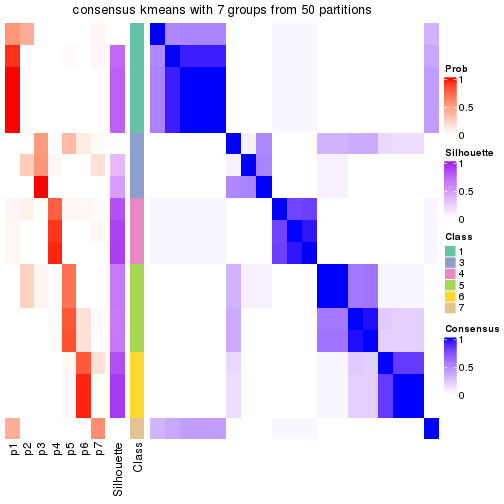 consensus kmeans with 7 groups from 50 partitions
Prob
1
0.5
0
Silhouette
1
0.5
0
Class
1
3
4
5
6
7
Consensus
1
0.5
0
p1
p2
p3
p4
p5
p6
p7
Silhouette
Class